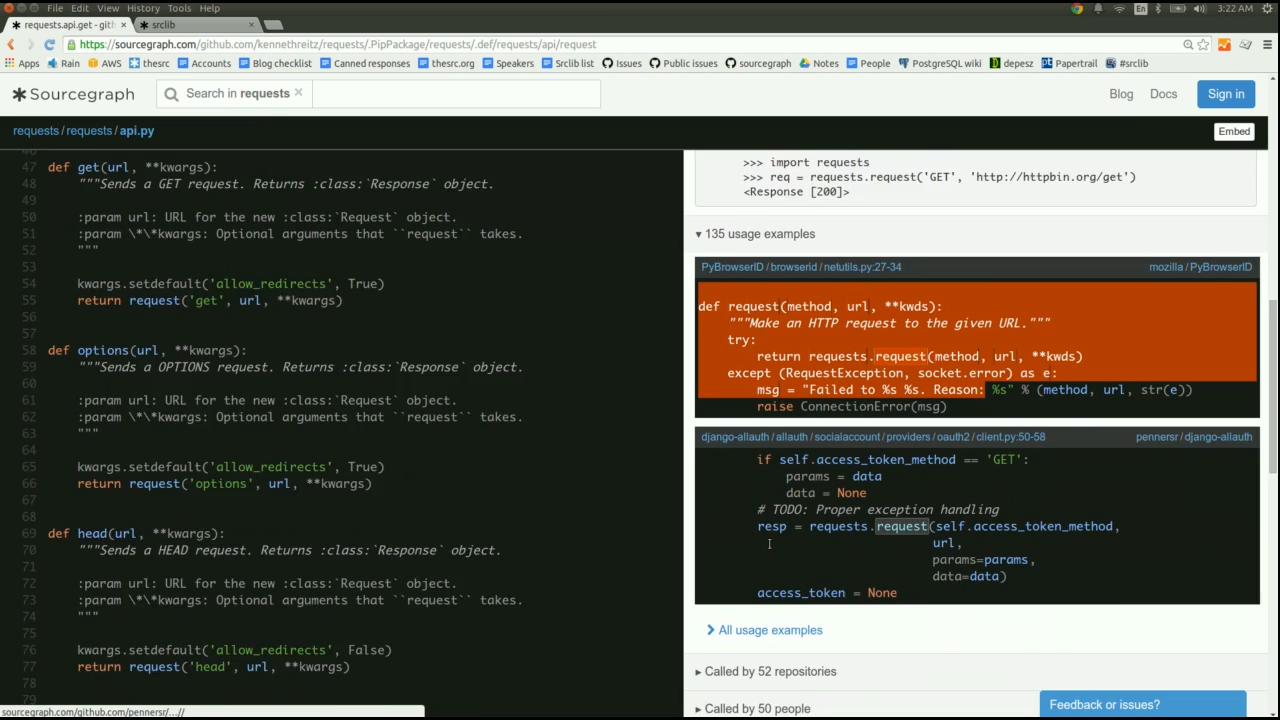 File Edit View History Tools Help
En
3:22 AM
requests.api.get - gith ×
srclib ×
https://sourcegraph.com/github.com/kennethreitz/requests/.PipPackage/requests/.def/requests/api/request
Apps Rain AWS thesrc Accounts Blog checklist Canned responses thesrc.org Speakers Srclib list Issues Public issues sourcegraph Notes People PostgreSQL wiki depesz Papertrail #srclib
Sourcegraph
Search in requests ×
Blog Docs Sign in
requests / requests / api.py
Embed
46
47 def get(url, **kwargs):
48 """Sends a GET request. Returns :class:`Response` object.
49
50 :param url: URL for the new :class:`Request` object.
51 :param \*\*kwargs: Optional arguments that ``request`` takes.
52 """
53
54 kwargs.setdefault('allow_redirects', True)
55 return request('get', url, **kwargs)
56
57
58 def options(url, **kwargs):
59 """Sends a OPTIONS request. Returns :class:`Response` object.
60
61 :param url: URL for the new :class:`Request` object.
62 :param \*\*kwargs: Optional arguments that ``request`` takes.
63 """
64
65 kwargs.setdefault('allow_redirects', True)
66 return request('options', url, **kwargs)
67
68
69 def head(url, **kwargs):
70 """Sends a HEAD request. Returns :class:`Response` object.
71
72 :param url: URL for the new :class:`Request` object.
73 :param \*\*kwargs: Optional arguments that ``request`` takes.
74 """
75
76 kwargs.setdefault('allow_redirects', False)
77 return request('head', url, **kwargs)
78
79
sourcegraph.com/github.com/pennersr/...//
>>> import requests
>>> req = requests.request('GET', 'http://httpbin.org/get')
<Response [200]>
▾ 135 usage examples
PyBrowserID / browserid / netutils.py:27-34
mozilla / PyBrowserID
def request(method, url, **kwds):
"""Make an HTTP request to the given URL."""
try:
return requests.request(method, url, **kwds)
except (RequestException, socket.error) as e:
msg = "Failed to %s %s. Reason: %s" % (method, url, str(e))
raise ConnectionError(msg)
django-allauth / allauth / socialaccount / providers / oauth2 / client.py:50-58
pennersr / django-allauth
if self.access_token_method == 'GET':
params = data
data = None
# TODO: Proper exception handling
resp = requests.request(self.access_token_method,
url,
params=params,
data=data)
access_token = None
All usage examples
▸ Called by 52 repositories
▸ Called by 50 people
Feedback or issues?